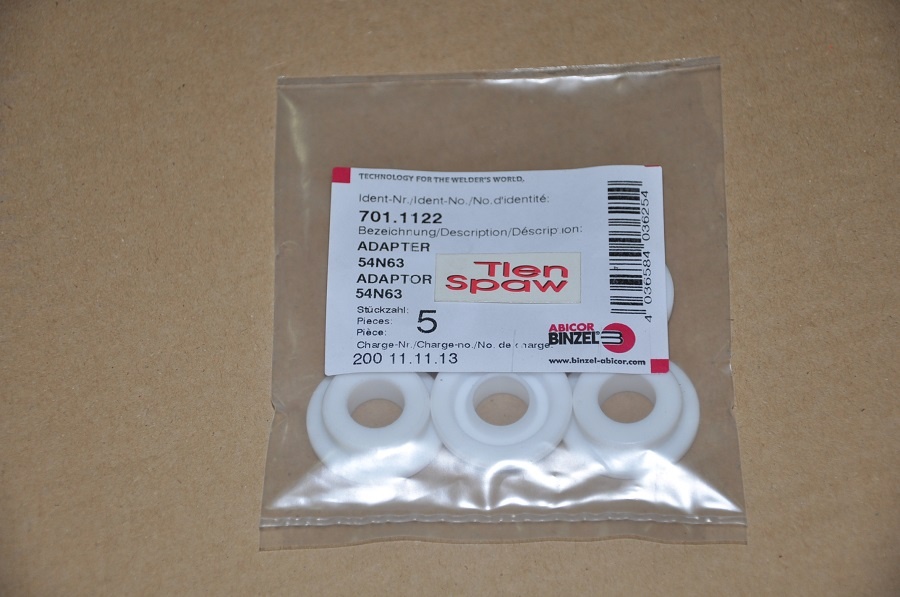 TECHNOLOGY FOR THE WELDER'S WORLD.
Ident-Nr./Ident-No./No.d'identité:
701.1122
Bezeichnung/Description/Déscription:
ADAPTER
54N63
ADAPTOR
54N63
Tlen
Spaw
Stückzahl:
Pieces:
Pièce:
5
Charge-Nr./Charge-no./No. de charge:
200 11.11.13
4 036584 036254
ABICOR
BINZEL
www.binzel-abicor.com